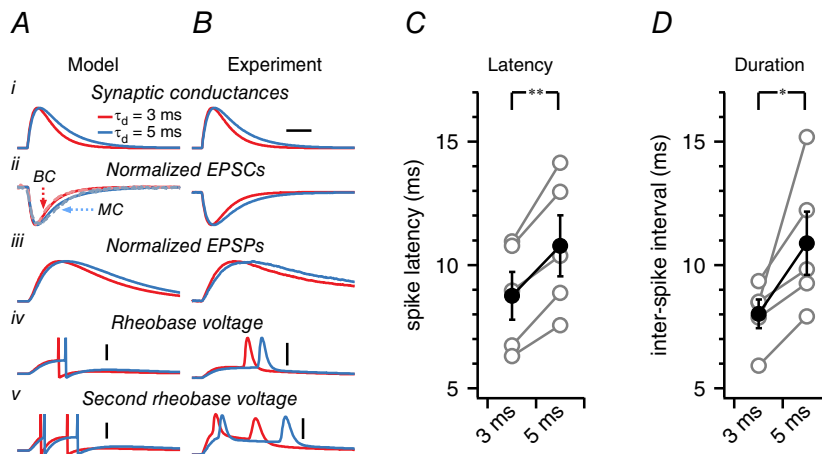 A
B
C
D
Model
Experiment
Latency
Duration
i
Synaptic conductances
τd = 3 ms
τd = 5 ms
ii
Normalized EPSCs
BC
MC
iii
Normalized EPSPs
iv
Rheobase voltage
v
Second rheobase voltage
**
spike latency (ms)
15
10
5
3 ms
5 ms
*
inter-spike interval (ms)
15
10
5
3 ms
5 ms